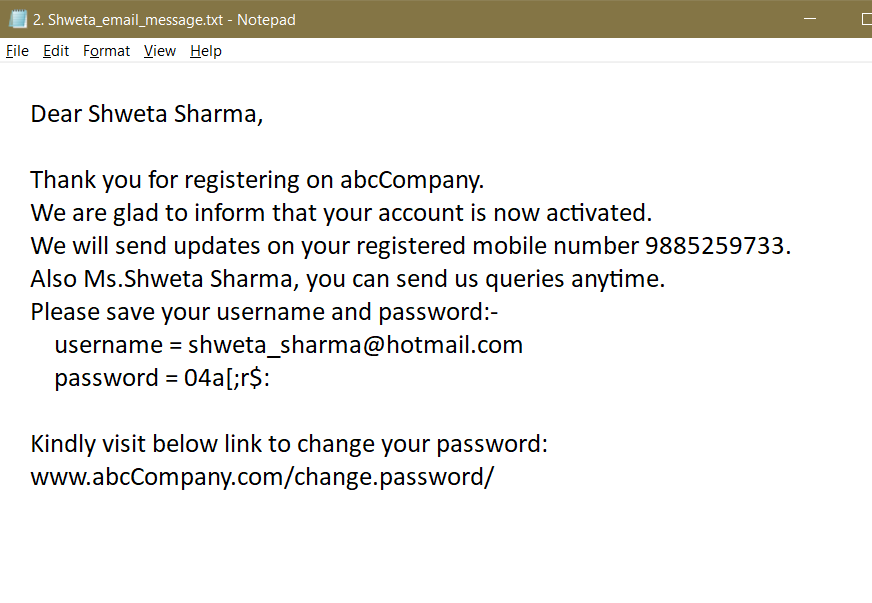 2. Shweta_email_message.txt - Notepad
File Edit Format View Help
Dear Shweta Sharma,
Thank you for registering on abcCompany.
We are glad to inform that your account is now activated.
We will send updates on your registered mobile number 9885259733.
Also Ms.Shweta Sharma, you can send us queries anytime.
Please save your username and password:-
username = shweta_sharma@hotmail.com
password = 04a[;r$:
Kindly visit below link to change your password:
www.abcCompany.com/change.password/